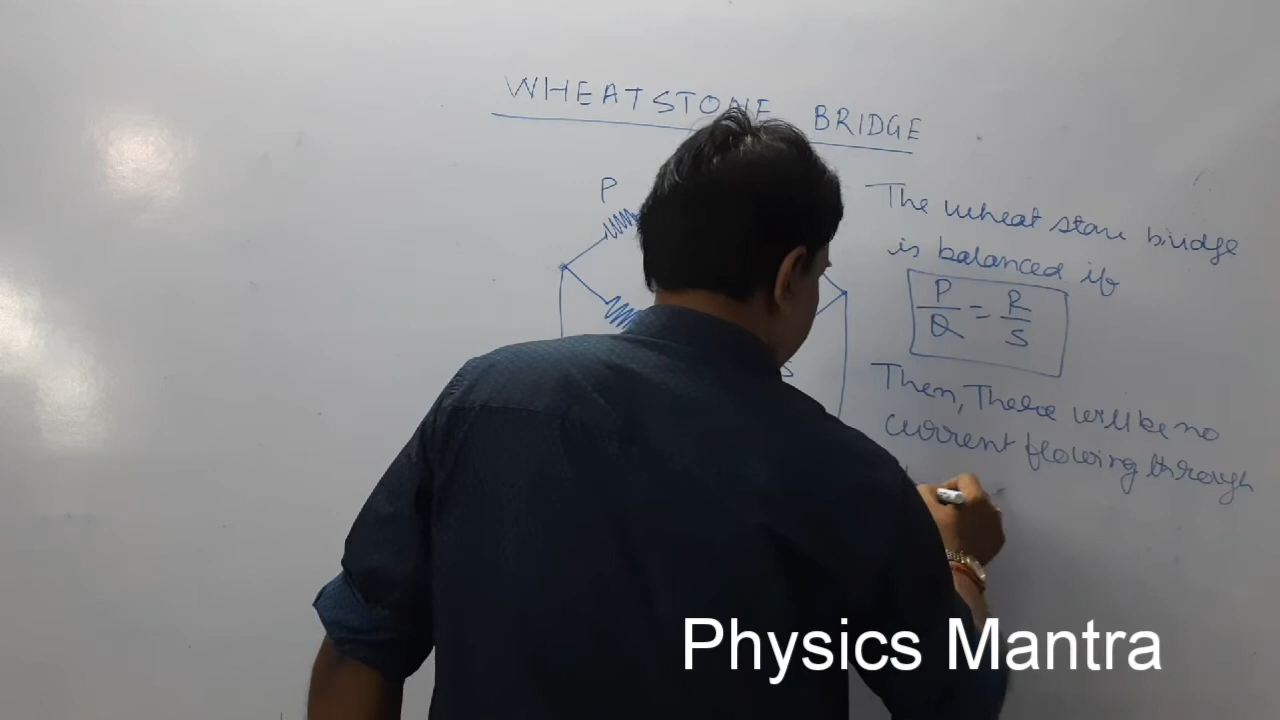 WHEATSTONE BRIDGE
P
S
The wheat stone bridge
is balanced if
P/Q = R/S
Then, There will be no
current flowing through
Physics Mantra